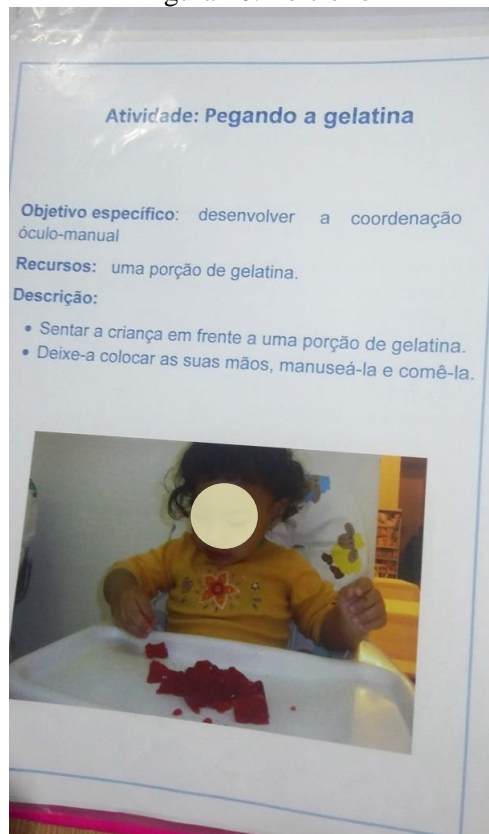 Atividade: Pegando a gelatina
Objetivo específico: desenvolver a coordenação
óculo-manual
Recursos: uma porção de gelatina.
Descrição:
• Sentar a criança em frente a uma porção de gelatina.
• Deixe-a colocar as suas mãos, manuseá-la e comê-la.